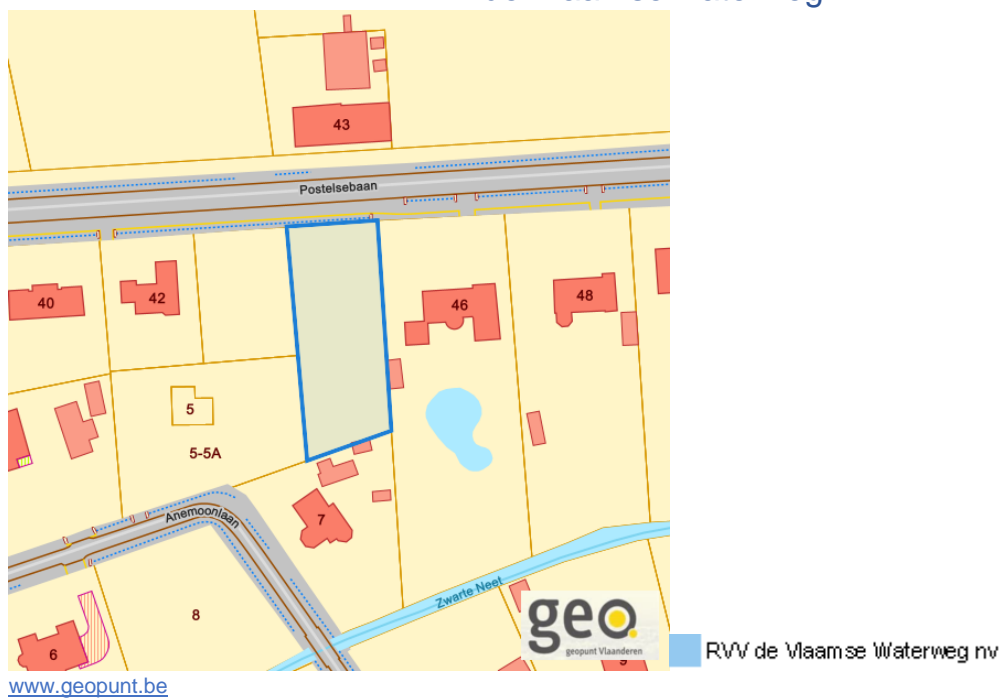 43
Postelsebaan
40
42
46
48
5
5-5A
7
Anemoonlaan
Zwarte Neet
8
6
9
geo.
geopunt Vlaanderen
RVV de Vlaamse Waterweg nv
www.geopunt.be